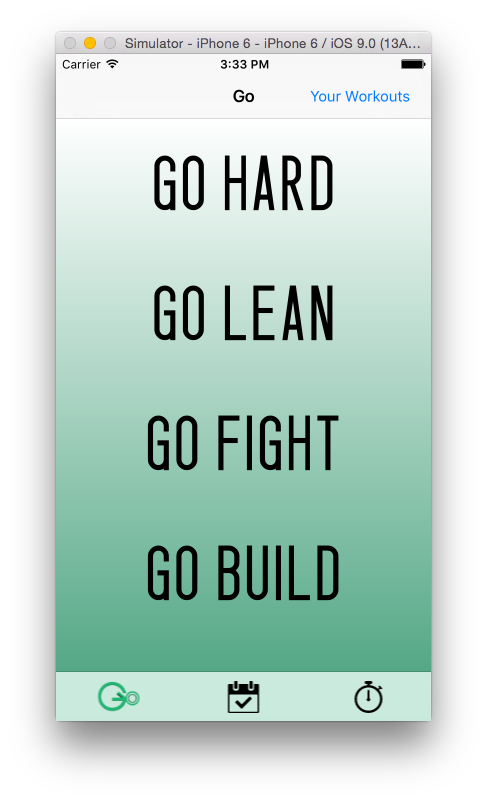 Simulator - iPhone 6 - iPhone 6 / iOS 9.0 (13A...
Carrier 3:33 PM
Go Your Workouts
GO HARD
GO LEAN
GO FIGHT
GO BUILD